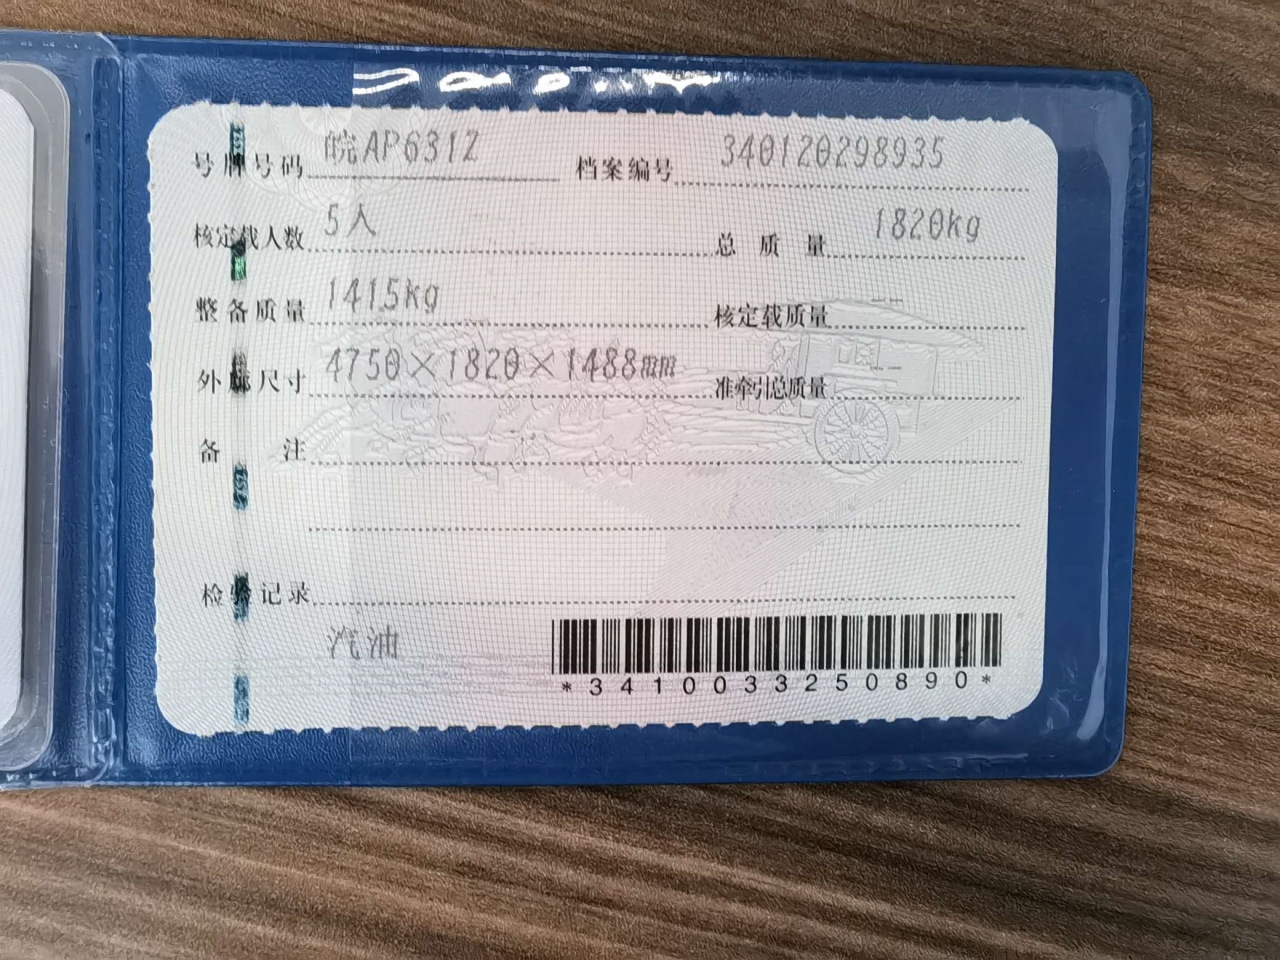 号牌号码 皖AP631Z 档案编号 340120298935
核定载人数 5人 总质量 1820kg
整备质量 1415kg 核定载质量 --
外廓尺寸 4750×1820×1488mm 准牵引总质量
备注
检验记录
汽油
*3410033250890*